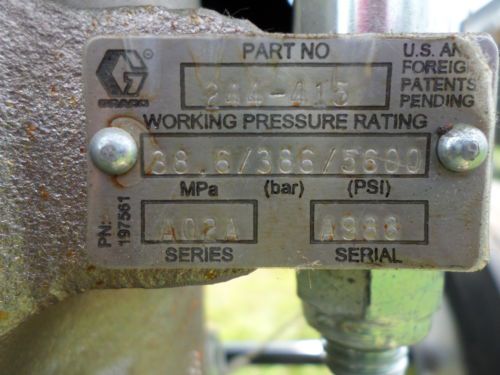 PART NO
U.S. AN
FOREIG
PATENTS
PENDING
GRACO
244-415
WORKING PRESSURE RATING
38.6/386/5600
MPa (bar) (PSI)
PN: 197561
A02A A988
SERIES SERIAL